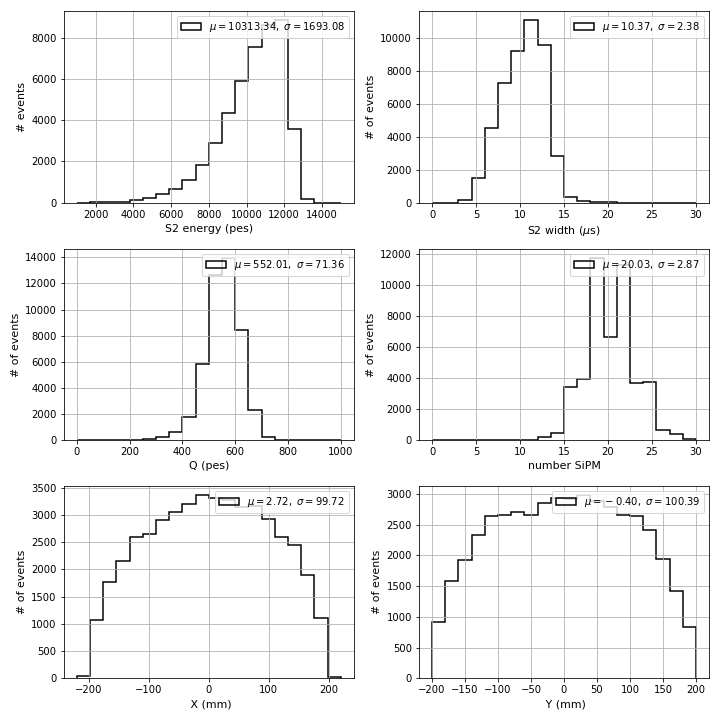 μ = 10313.34, σ = 1693.08
# events
8000
6000
4000
2000
0
2000 4000 6000 8000 10000 12000 14000
S2 energy (pes)
μ = 10.37, σ = 2.38
# of events
10000
8000
6000
4000
2000
0
0 5 10 15 20 25 30
S2 width (μs)
μ = 552.01, σ = 71.36
# of events
14000
12000
10000
8000
6000
4000
2000
0
0 200 400 600 800 1000
Q (pes)
μ = 20.03, σ = 2.87
# of events
12000
10000
8000
6000
4000
2000
0
0 5 10 15 20 25 30
number SiPM
μ = 2.72, σ = 99.72
# of events
3500
3000
2500
2000
1500
1000
500
0
−200 −100 0 100 200
X (mm)
μ = −0.40, σ = 100.39
# of events
3000
2500
2000
1500
1000
500
0
−200 −150 −100 −50 0 50 100 150 200
Y (mm)